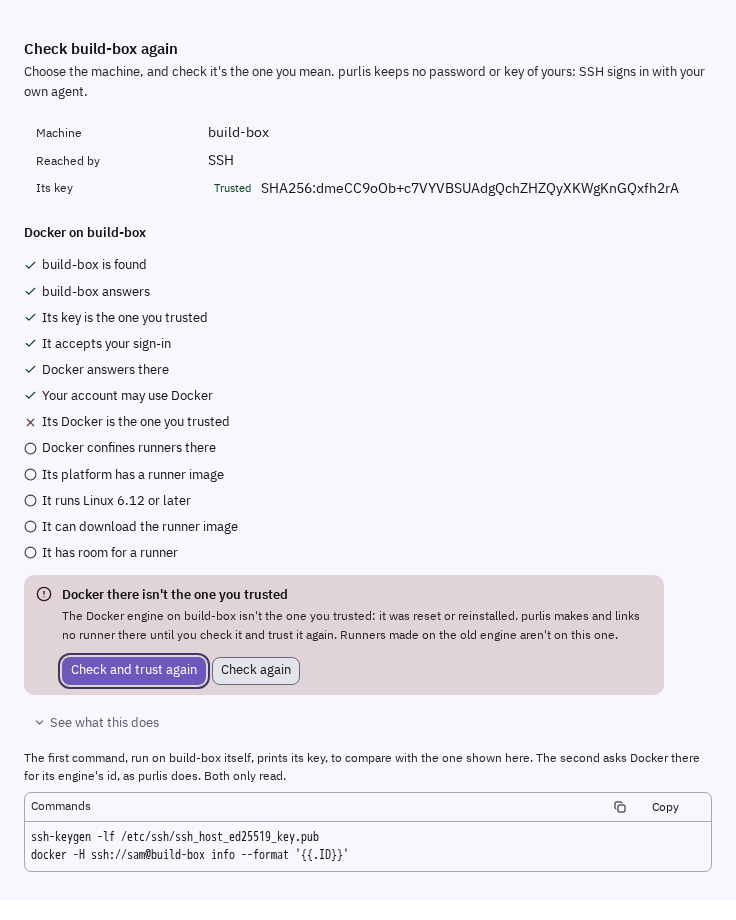 Check build-box again
Choose the machine, and check it's the one you mean. purlis keeps no password or key of yours: SSH signs in with your
own agent.
Machine build-box
Reached by SSH
Its key Trusted SHA256:dmeCC9oOb+c7VYVBSUAdgQchZHZQyXKWgKnGQxfh2rA
Docker on build-box
build-box is found
build-box answers
Its key is the one you trusted
It accepts your sign-in
Docker answers there
Your account may use Docker
Its Docker is the one you trusted
Docker confines runners there
Its platform has a runner image
It runs Linux 6.12 or later
It can download the runner image
It has room for a runner
Docker there isn't the one you trusted
The Docker engine on build-box isn't the one you trusted: it was reset or reinstalled. purlis makes and links
no runner there until you check it and trust it again. Runners made on the old engine aren't on this one.
Check and trust again Check again
See what this does
The first command, run on build-box itself, prints its key, to compare with the one shown here. The second asks Docker there
for its engine's id, as purlis does. Both only read.
Commands Copy
ssh-keygen -lf /etc/ssh/ssh_host_ed25519_key.pub
docker -H ssh://sam@build-box info --format '{{.ID}}'